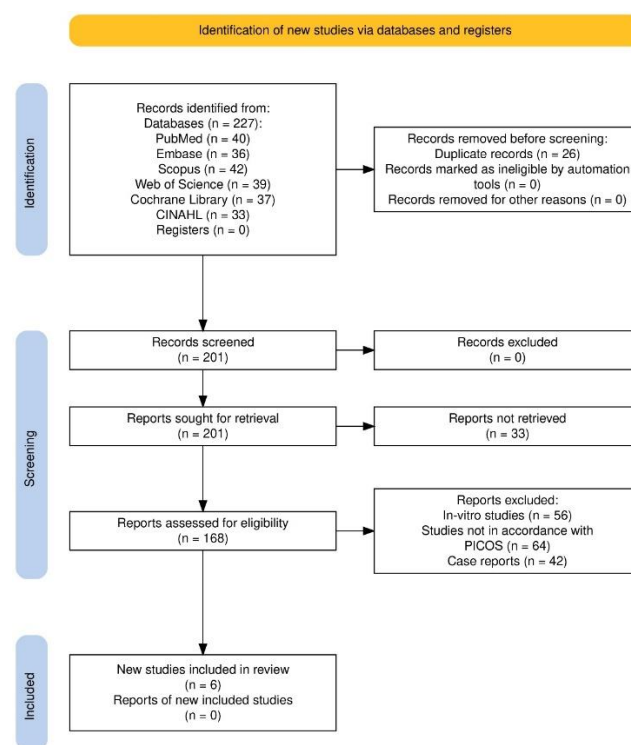 Identification of new studies via databases and registers
Identification
Records identified from:
Databases (n = 227):
PubMed (n = 40)
Embase (n = 36)
Scopus (n = 42)
Web of Science (n = 39)
Cochrane Library (n = 37)
CINAHL (n = 33)
Registers (n = 0)
Records removed before screening:
Duplicate records (n = 26)
Records marked as ineligible by automation
tools (n = 0)
Records removed for other reasons (n = 0)
Screening
Records screened
(n = 201)
Records excluded
(n = 0)
Reports sought for retrieval
(n = 201)
Reports not retrieved
(n = 33)
Reports assessed for eligibility
(n = 168)
Reports excluded:
In-vitro studies (n = 56)
Studies not in accordance with
PICOS (n = 64)
Case reports (n = 42)
Included
New studies included in review
(n = 6)
Reports of new included studies
(n = 0)